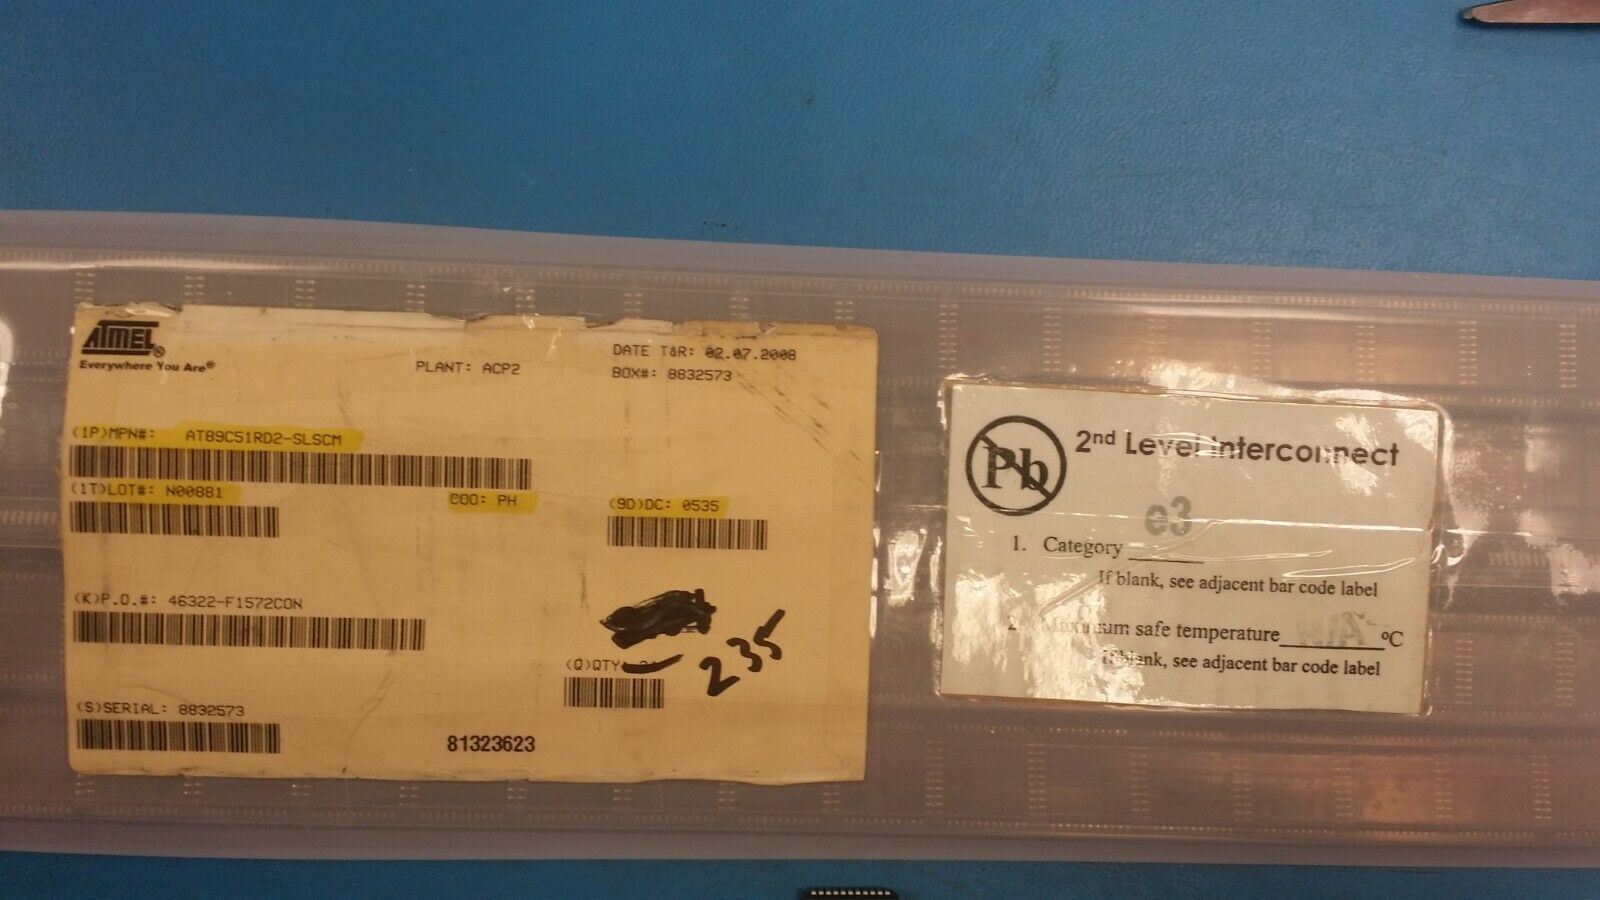 ATMEL®
Everywhere You Are®
PLANT: ACP2
DATE T&R: 02.07.2008
BOX#: 8832573
(1P)MPN#: AT89C51RD2-SLSCM
(1T)LOT#: N00881
COO: PH
(9D)DC: 0535
(K)P.O.#: 46322-F1572CON
(Q)QTY
235
(S)SERIAL: 8832573
81323623
Pb
2nd Level Interconnect
1. Category e3
If blank, see adjacent bar code label
2. Maximum safe temperature N/A ºC
If blank, see adjacent bar code label